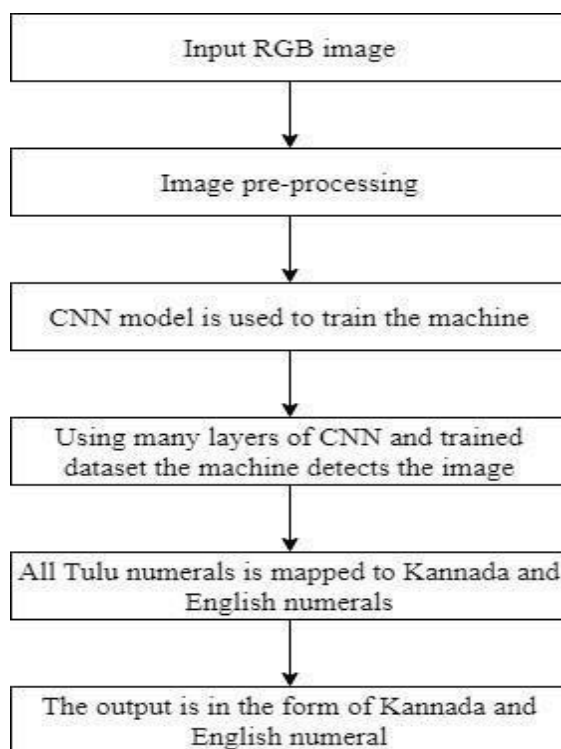 Input RGB image
Image pre-processing
CNN model is used to train the machine
Using many layers of CNN and trained
dataset the machine detects the image
All Tulu numerals is mapped to Kannada and
English numerals
The output is in the form of Kannada and
English numeral